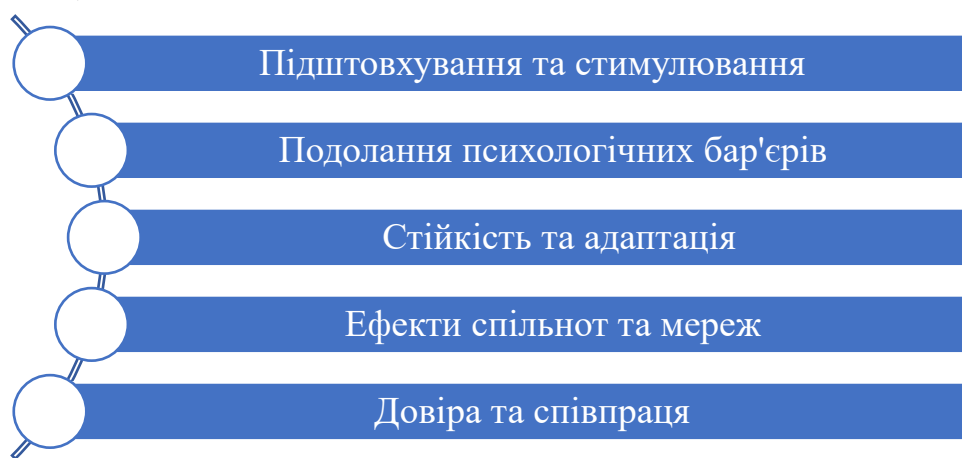 Підштовхування та стимулювання
Подолання психологічних бар'єрів
Стійкість та адаптація
Ефекти спільнот та мереж
Довіра та співпраця